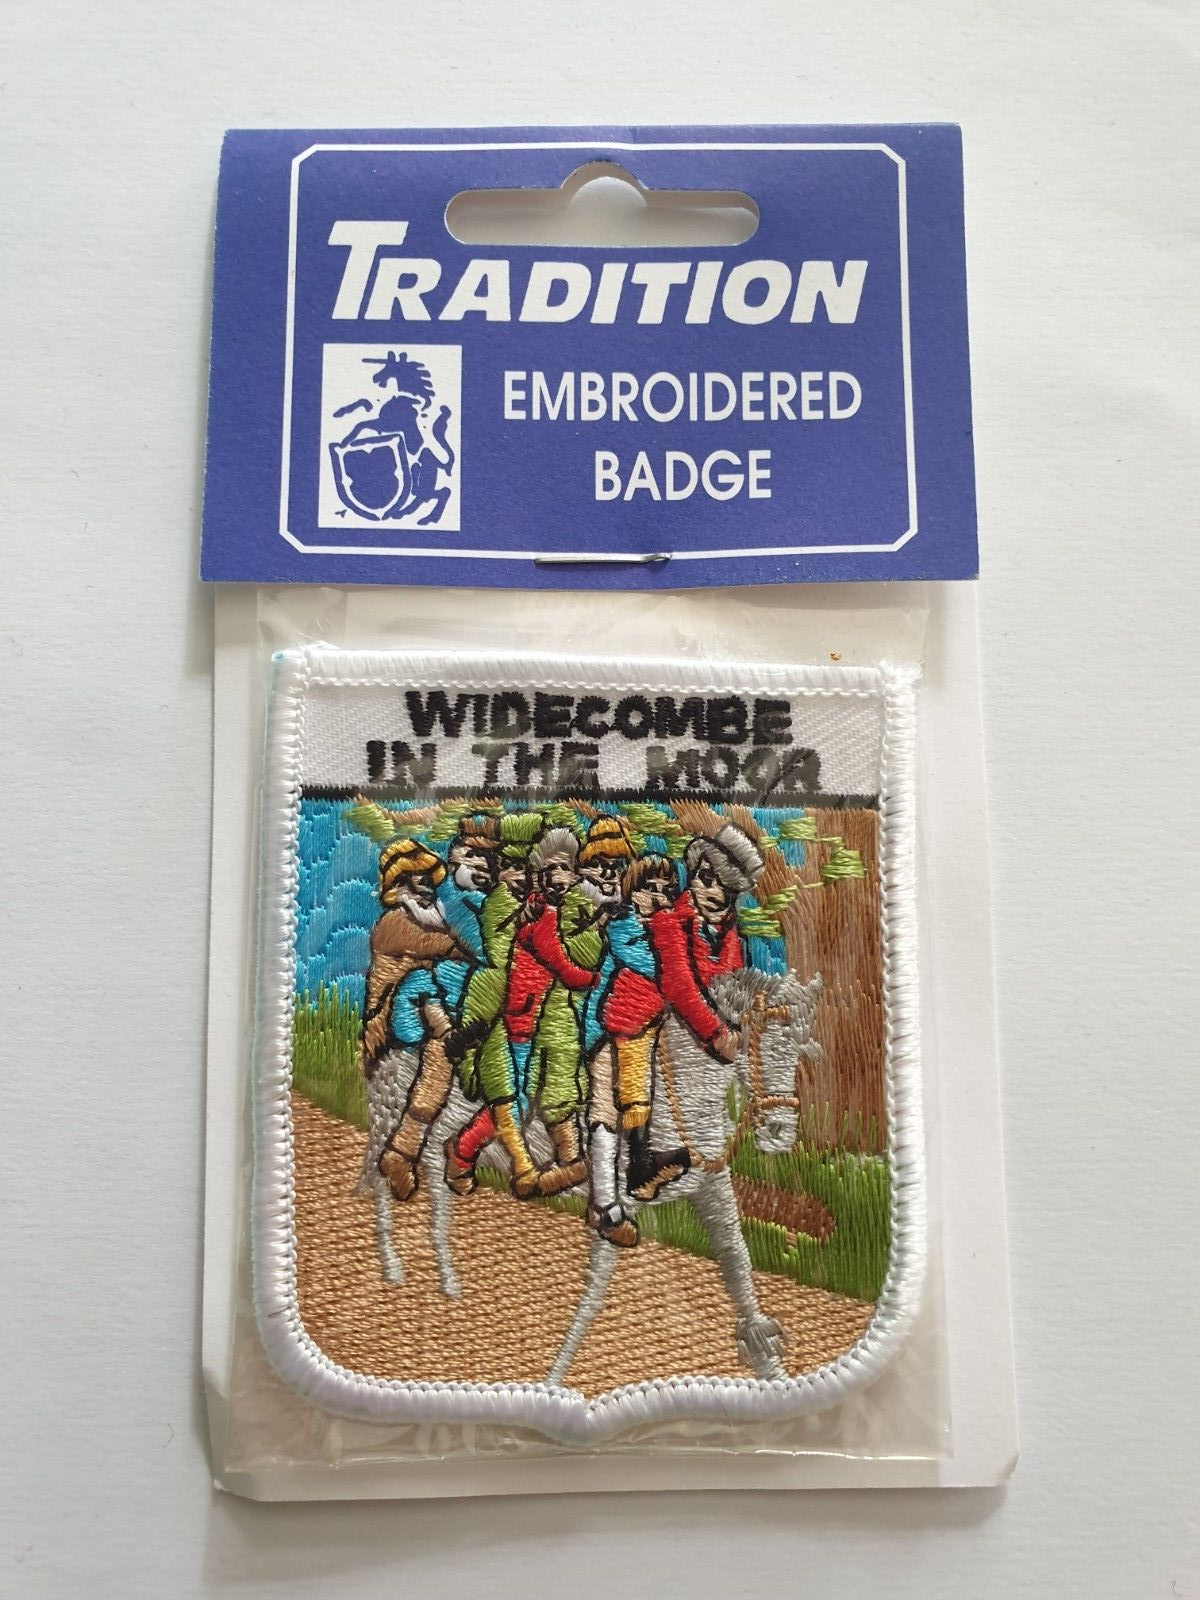 TRADITION
EMBROIDERED
BADGE
WIDECOMBE
IN THE MOOR